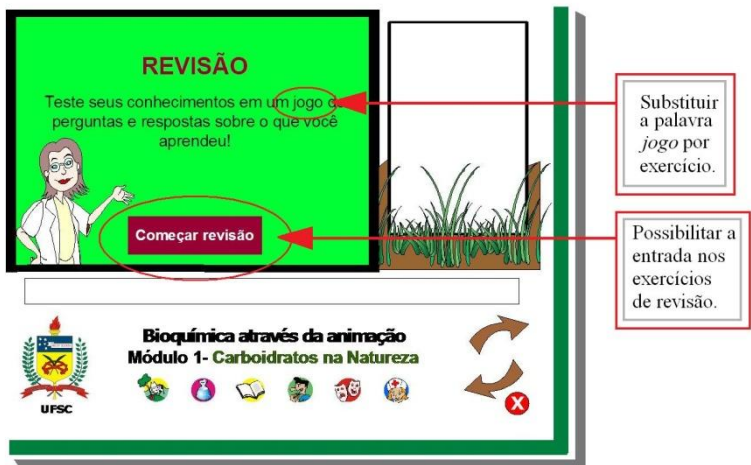 REVISÃO
Teste seus conhecimentos em um jogo de
perguntas e respostas sobre o que você
aprendeu!
Começar revisão
Substituir
a palavra
jogo por
exercício.
Possibilitar a
entrada nos
exercícios
de revisão.
Bioquímica através da animação
Módulo 1- Carboidratos na Natureza
UFSC
X